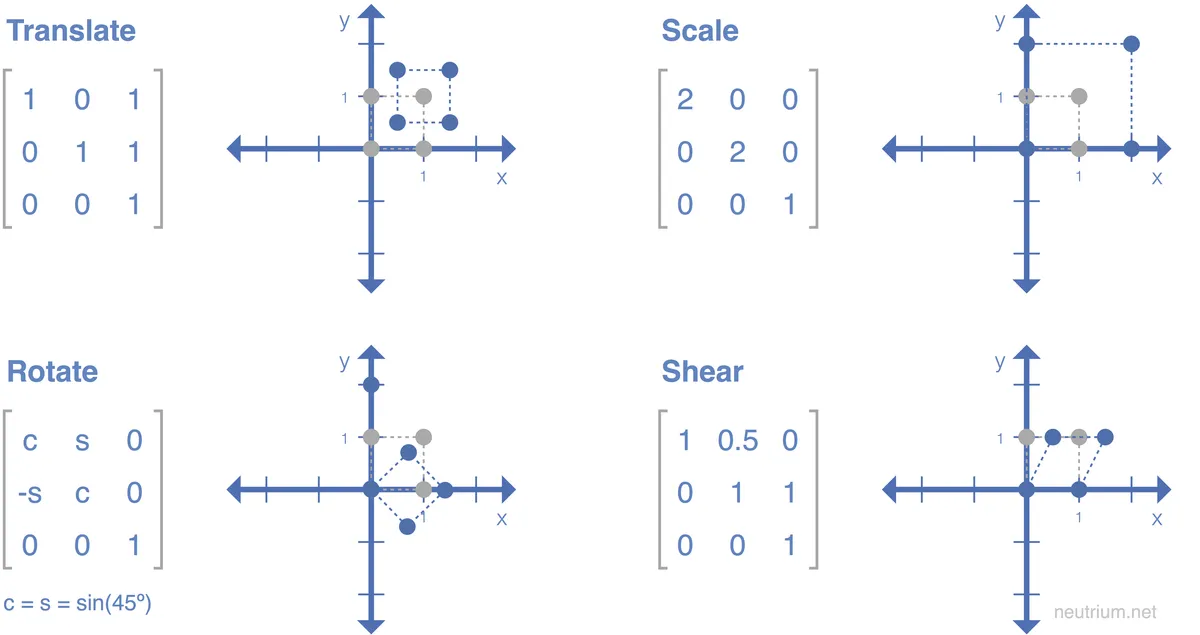 Translate
1 0 1
0 1 1
0 0 1
y
1
1
x
Scale
2 0 0
0 2 0
0 0 1
y
1
1
x
Rotate
c s 0
-s c 0
0 0 1
c = s = sin(45º)
y
1
1
x
Shear
1 0.5 0
0 1 1
0 0 1
y
1
1
x
neutrium.net